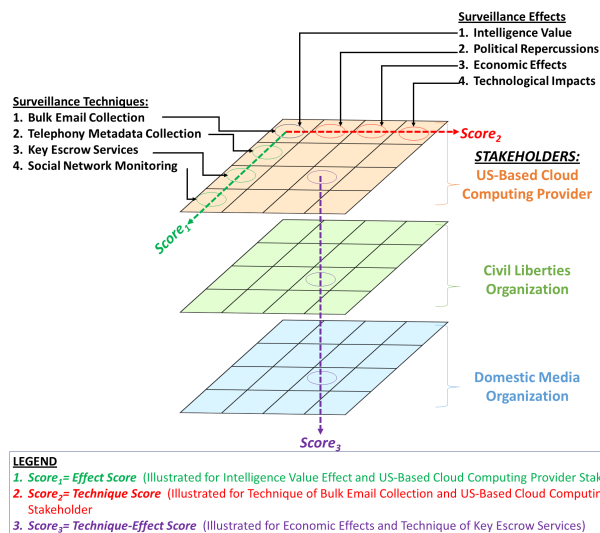 Surveillance Effects
1. Intelligence Value
2. Political Repercussions
3. Economic Effects
4. Technological Impacts
Surveillance Techniques:
1. Bulk Email Collection
2. Telephony Metadata Collection
3. Key Escrow Services
4. Social Network Monitoring
Score2
STAKEHOLDERS:
US-Based Cloud
Computing Provider
Score1
Civil Liberties
Organization
Domestic Media
Organization
Score3
LEGEND
1. Score1= Effect Score (Illustrated for Intelligence Value Effect and US-Based Cloud Computing Provider Stak
2. Score2= Technique Score (Illustrated for Technique of Bulk Email Collection and US-Based Cloud Computin
Stakeholder
3. Score3= Technique-Effect Score (Illustrated for Economic Effects and Technique of Key Escrow Services)